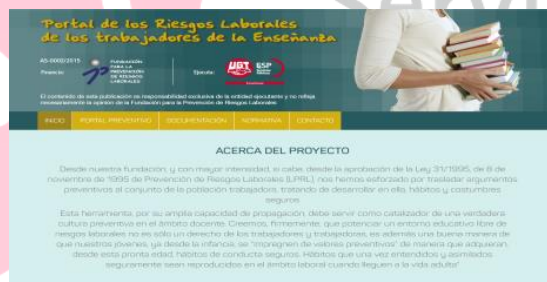 Portal de los Riesgos Laborales
de los trabajadores de la Enseñanza
AS-0002/2015
Financia:
FUNDACIÓN
PARA LA
PREVENCIÓN
DE RIESGOS
LABORALES
Ejecuta:
UGT ESP
El contenido de esta publicación es responsabilidad exclusiva de la entidad ejecutante y no refleja
necesariamente la opinión de la Fundación para la Prevención de Riesgos Laborales
INICIO PORTAL PREVENTIVO DOCUMENTACIÓN NORMATIVA CONTACTO
ACERCA DEL PROYECTO
Desde nuestra fundación, y con mayor intensidad, si cabe, desde la aprobación de la Ley 31/1995, de 8 de
noviembre de 1995 de Prevención de Riesgos Laborales (LPRL), nos hemos esforzado por trasladar argumentos
preventivos al conjunto de la población trabajadora, tratando de desarrollar en ella, hábitos y costumbres
seguros.
Esta herramienta, por su amplia capacidad de propagación, debe servir como catalizador de una verdadera
cultura preventiva en el ámbito docente. Creemos, firmemente, que potenciar un entorno educativo libre de
riesgos laborales no es sólo un derecho de los trabajadores y trabajadoras, es además una buena manera de
que nuestros jóvenes, ya desde la infancia, se "impregnen de valores preventivos" de manera que adquieran,
desde esta pronta edad, hábitos de conducta seguros. Hábitos que una vez entendidos y asimilados
seguramente sean reproducidos en el ámbito laboral cuando lleguen a la vida adulta"